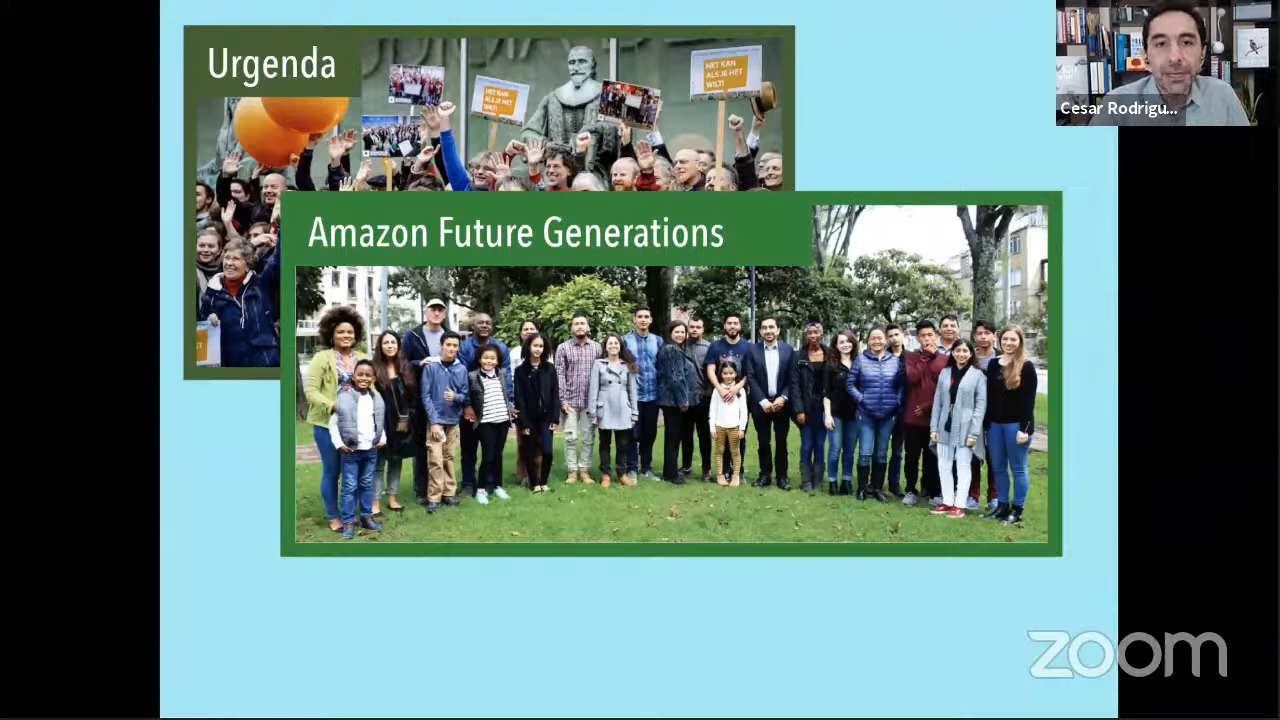 Urgenda
HET KAN
ALS JE HET
WILT!
HET KAN
ALS JE HET
WILT!
Cesar Rodrigu...
Amazon Future Generations
zoom